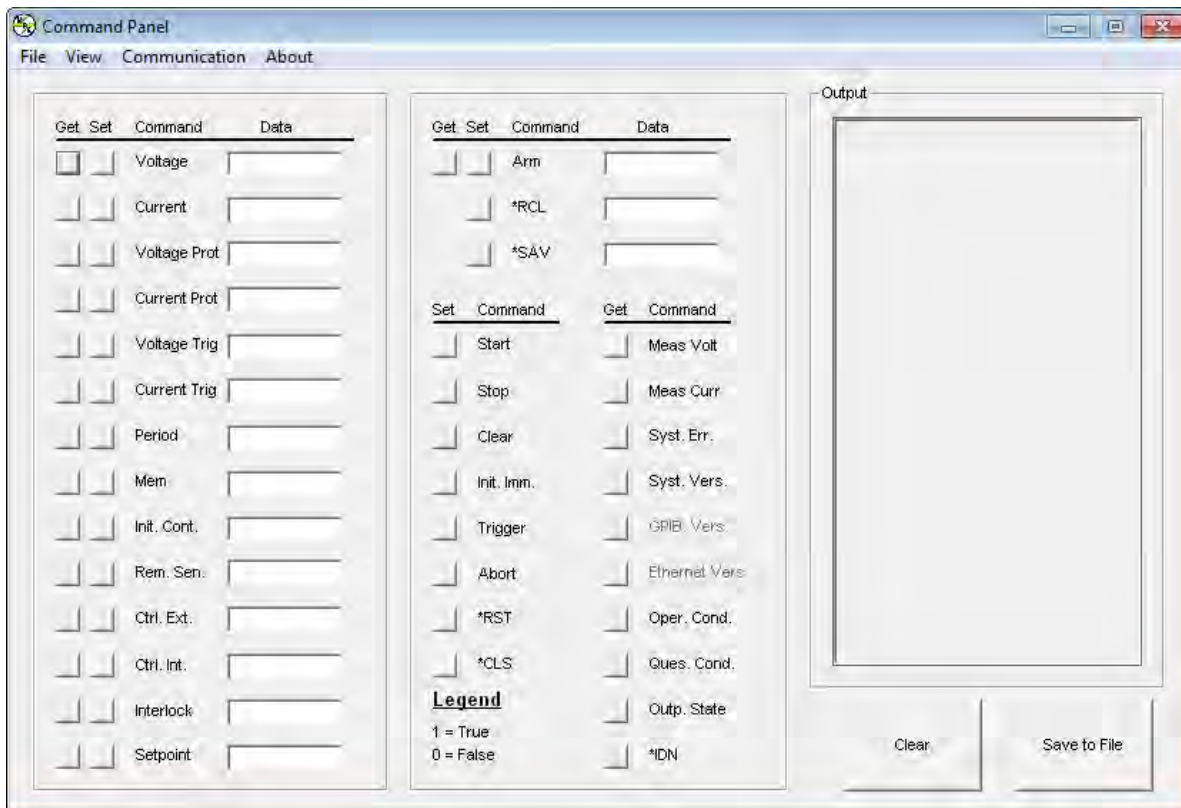 Command Panel
File View Communication About
Get Set Command Data
Voltage
Current
Voltage Prot
Current Prot
Voltage Trig
Current Trig
Period
Mem
Init. Cont.
Rem. Sen.
Ctrl. Ext.
Ctrl. Int.
Interlock
Setpoint
Get Set Command Data
Arm
*RCL
*SAV
Set Command
Start
Stop
Clear
Init. Imm.
Trigger
Abort
*RST
*CLS
Legend
1 = True
0 = False
Get Command
Meas Volt
Meas Curr
Syst. Err.
Syst. Vers.
GPIB. Vers.
Ethernet Vers
Oper. Cond.
Ques. Cond.
Outp. State
*IDN
Output
Clear
Save to File